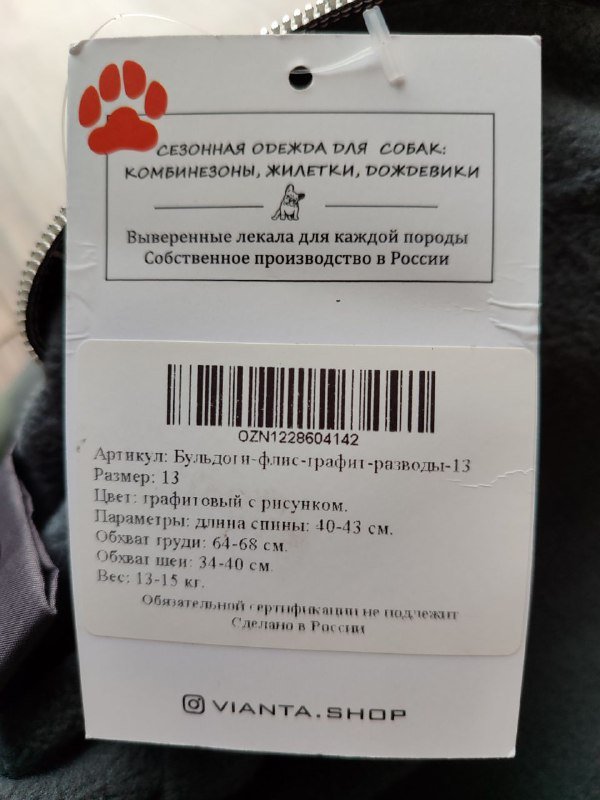 СЕЗОННАЯ ОДЕЖДА ДЛЯ СОБАК:
КОМБИНЕЗОНЫ, ЖИЛЕТКИ, ДОЖДЕВИКИ
Выверенные лекала для каждой породы
Собственное производство в России
OZN1228604142
Артикул: Бульдоги-флис-графит-разводы-13
Размер: 13
Цвет: графитовый с рисунком.
Параметры: длина спины: 40-43 см.
Обхват груди: 64-68 см.
Обхват шеи: 34-40 см.
Вес: 13-15 кг.
Обязательной сертификации не подлежит
Сделано в России
VIANTA.SHOP